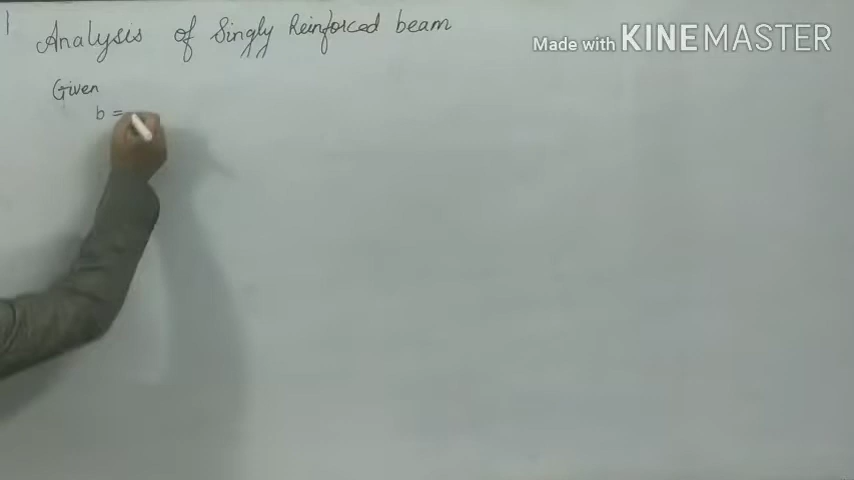 Analysis of Singly Reinforced beam
Made with KINEMASTER
Given
b =